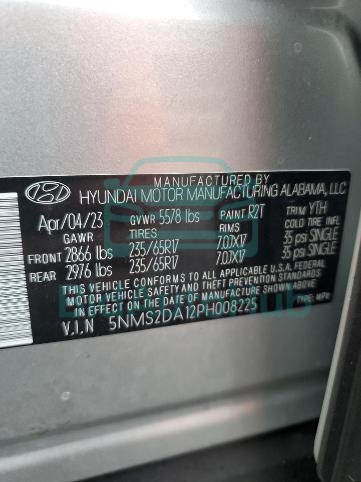 MANUFACTURED BY
HYUNDAI MOTOR MANUFACTURING ALABAMA, LLC
Apr/04/23 GVWR 5578 lbs PAINT R2T TRIM YTH
GAWR TIRES RIMS COLD TIRE INFL
FRONT 2866 lbs 235/65R17 7.0JX17 35 psi SINGLE
REAR 2976 lbs 235/65R17 7.0JX17 35 psi SINGLE
THIS VEHICLE CONFORMS TO ALL APPLICABLE U.S. FEDERAL
MOTOR VEHICLE SAFETY AND THEFT PREVENTION STANDARDS
IN EFFECT ON THE DATE OF MANUFACTURE SHOWN ABOVE.
V.I.N 5NMS2DA12PH008225 TYPE: MPV